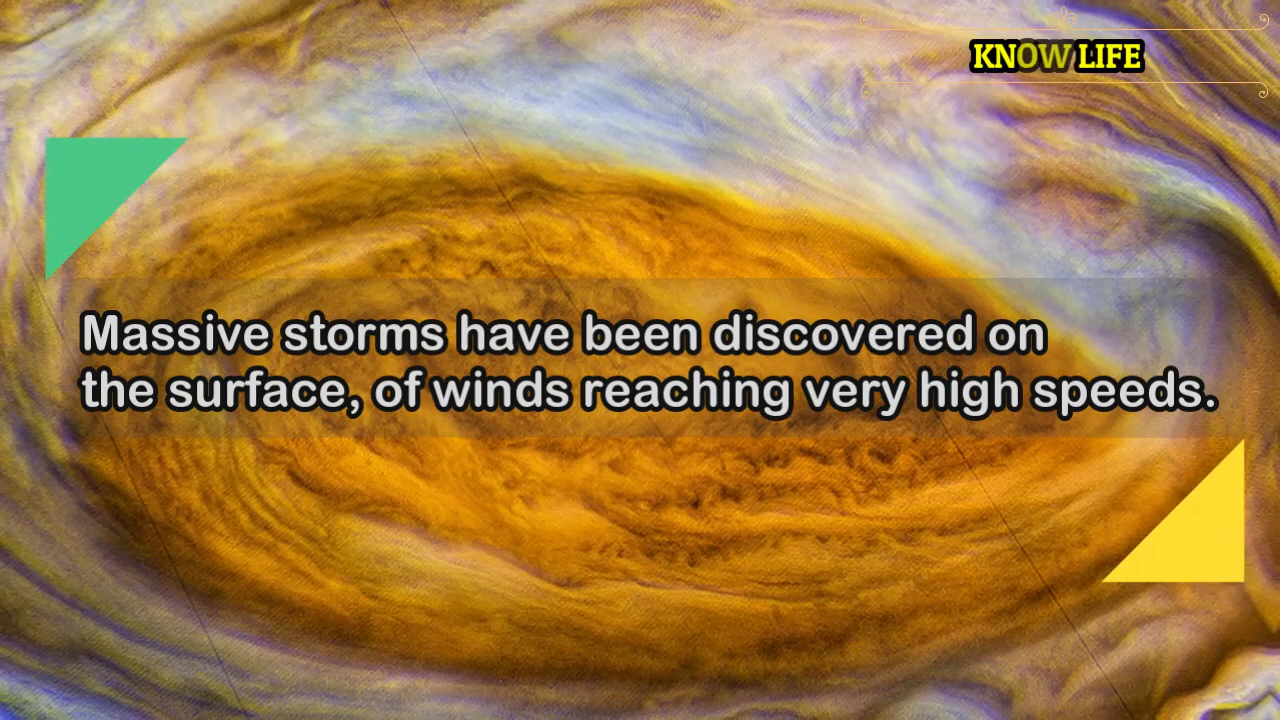 KNOW LIFE
Massive storms have been discovered on
the surface, of winds reaching very high speeds.